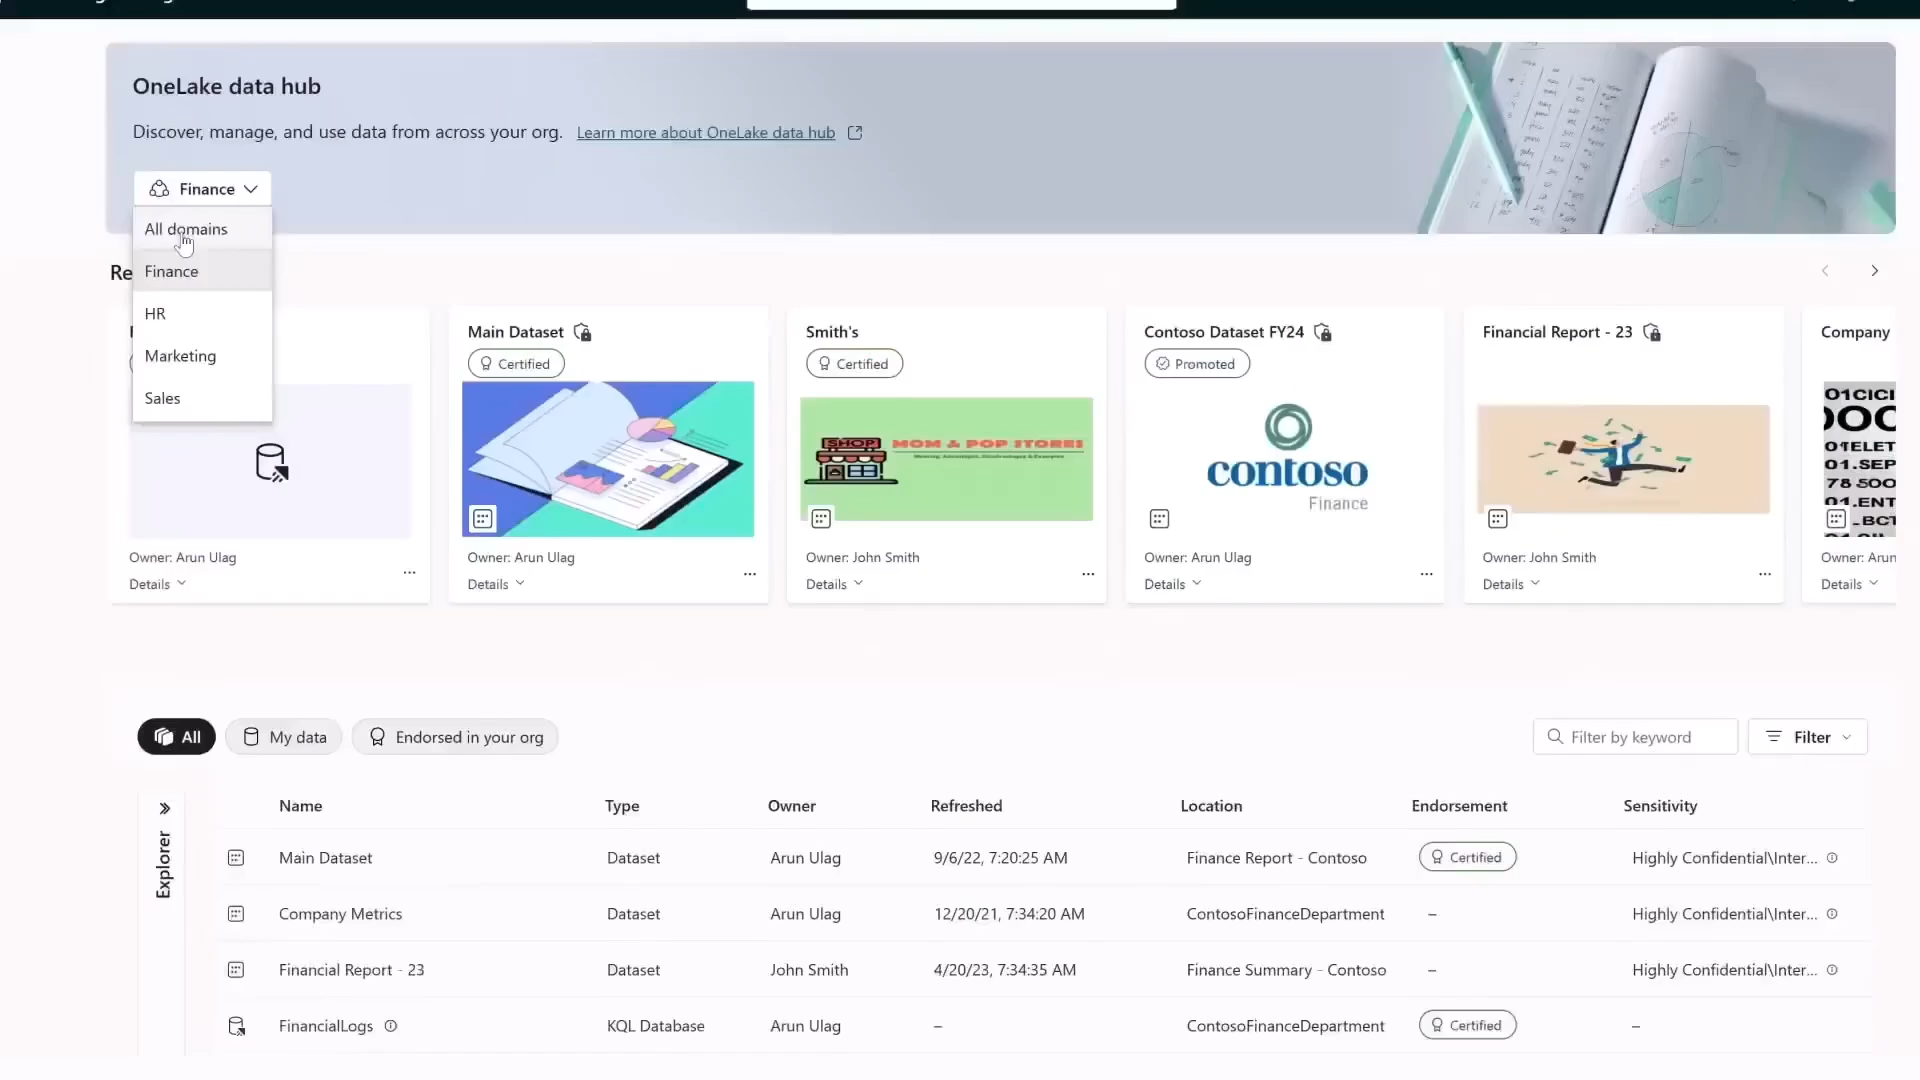 OneLake data hub
Discover, manage, and use data from across your org. Learn more about OneLake data hub
Finance
All domains
Finance
HR
Marketing
Sales
Main Dataset
Certified
Owner: Arun Ulag
Details
Smith's
Certified
SHOP
MOM & POP STORES
Owner: John Smith
Details
Contoso Dataset FY24
Promoted
contoso
Finance
Owner: Arun Ulag
Details
Financial Report - 23
Owner: John Smith
Details
Company
Owner: Arun
Details
Owner: Arun Ulag
Details
All
My data
Endorsed in your org
Filter by keyword
Filter
Explorer
Name Type Owner Refreshed Location Endorsement Sensitivity
Main Dataset Dataset Arun Ulag 9/6/22, 7:20:25 AM Finance Report - Contoso Certified Highly Confidential\Inter...
Company Metrics Dataset Arun Ulag 12/20/21, 7:34:20 AM ContosoFinanceDepartment – Highly Confidential\Inter...
Financial Report - 23 Dataset John Smith 4/20/23, 7:34:35 AM Finance Summary - Contoso – Highly Confidential\Inter...
FinancialLogs KQL Database Arun Ulag – ContosoFinanceDepartment Certified –